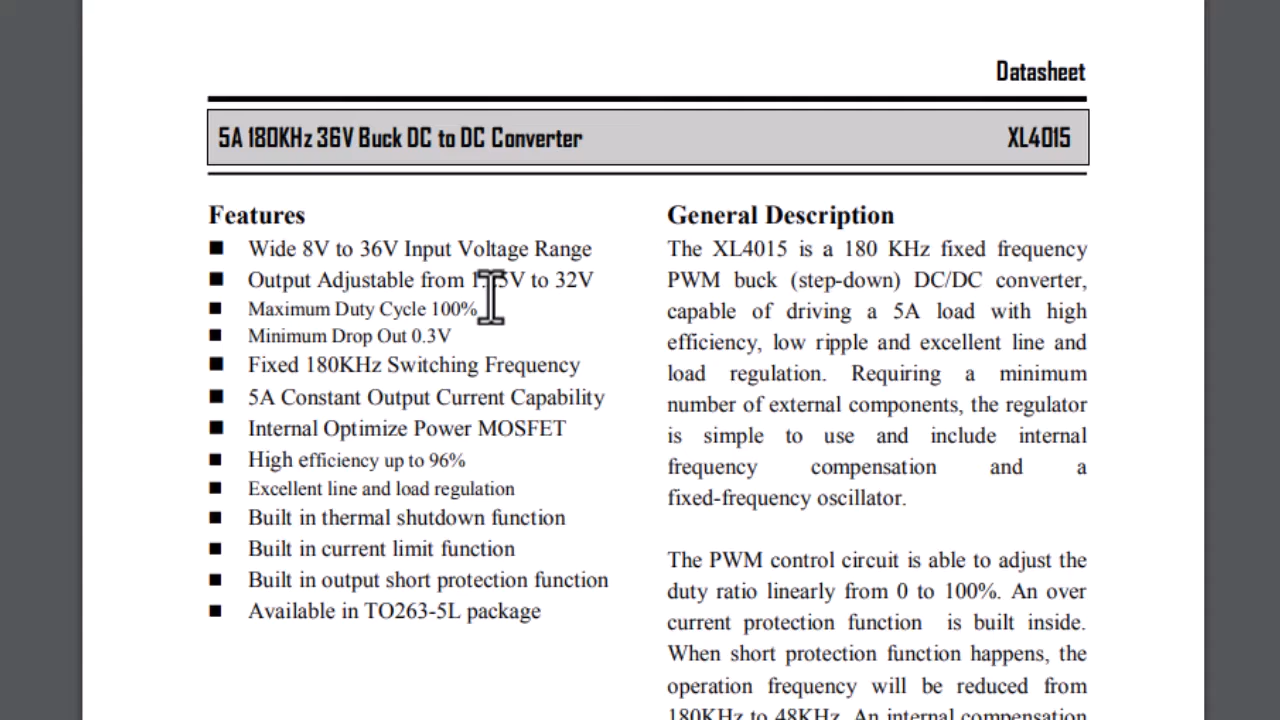 Datasheet
5A 180KHz 36V Buck DC to DC Converter XL4015
Features
■ Wide 8V to 36V Input Voltage Range
■ Output Adjustable from to 32V
■ Maximum Duty Cycle 100%
■ Minimum Drop Out 0.3V
■ Fixed 180KHz Switching Frequency
■ 5A Constant Output Current Capability
■ Internal Optimize Power MOSFET
■ High efficiency up to 96%
■ Excellent line and load regulation
■ Built in thermal shutdown function
■ Built in current limit function
■ Built in output short protection function
■ Available in TO263-5L package
General Description
The XL4015 is a 180 KHz fixed frequency
PWM buck (step-down) DC/DC converter,
capable of driving a 5A load with high
efficiency, low ripple and excellent line and
load regulation. Requiring a minimum
number of external components, the regulator
is simple to use and include internal
frequency compensation and a
fixed-frequency oscillator.
The PWM control circuit is able to adjust the
duty ratio linearly from 0 to 100%. An over
current protection function is built inside.
When short protection function happens, the
operation frequency will be reduced from
180KHz to 48KHz. An internal compensation